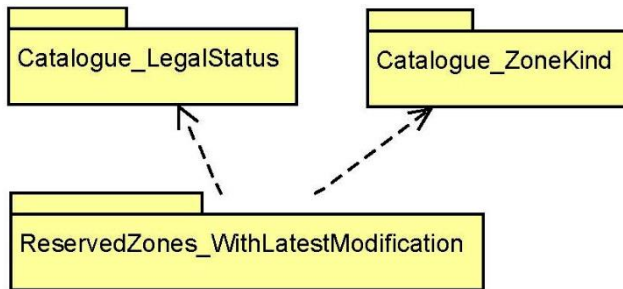 Catalogue_LegalStatus
Catalogue_ZoneKind
ReservedZones_WithLatestModification